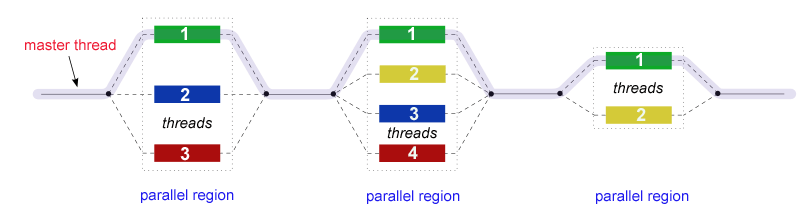 master thread
1
2
threads
3
parallel region
1
2
3
threads
4
parallel region
1
threads
2
parallel region